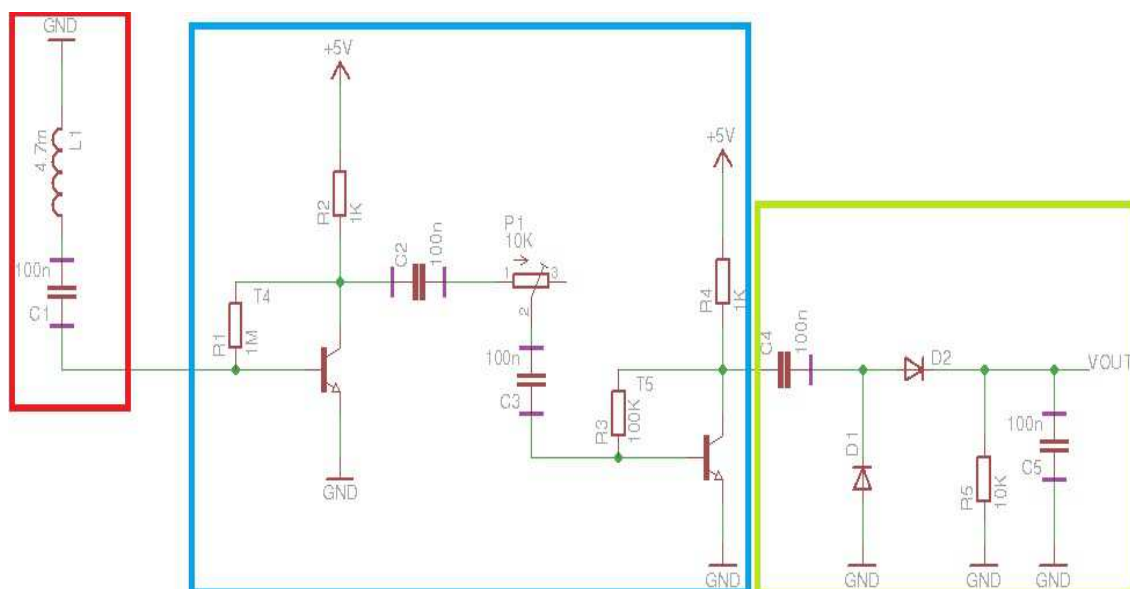 GND
4.7m
L1
100n
C1
+5V
R2
1K
C2
100n
P1
10K
1
3
2
R1
1M
T4
GND
100n
C3
R3
100K
T5
+5V
R4
1K
GND
C4
100n
D2
VOUT
D1
R5
10K
100n
C5
GND
GND
GND